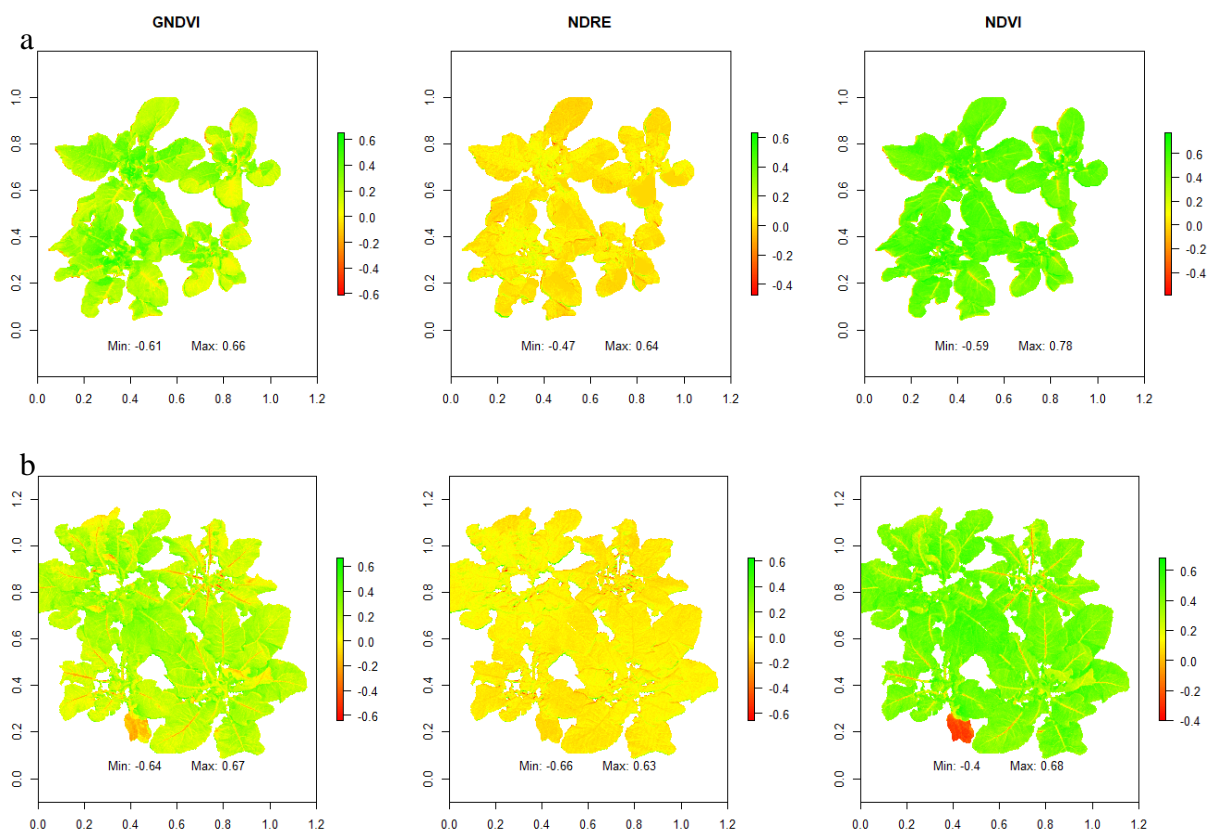 GNDVI NDRE NDVI
a
0.0 0.2 0.4 0.6 0.8 1.0
0.6 0.4 0.2 0.0 -0.2 -0.4 -0.6
Min: -0.61 Max: 0.66
0.0 0.2 0.4 0.6 0.8 1.0 1.2
0.0 0.2 0.4 0.6 0.8 1.0
0.6 0.4 0.2 0.0 -0.2 -0.4
Min: -0.47 Max: 0.64
0.0 0.2 0.4 0.6 0.8 1.0 1.2
0.0 0.2 0.4 0.6 0.8 1.0
0.6 0.4 0.2 0.0 -0.2 -0.4
Min: -0.59 Max: 0.78
0.0 0.2 0.4 0.6 0.8 1.0 1.2
b
0.0 0.2 0.4 0.6 0.8 1.0 1.2
0.6 0.4 0.2 0.0 -0.2 -0.4 -0.6
Min: -0.64 Max: 0.67
0.0 0.2 0.4 0.6 0.8 1.0 1.2
0.0 0.2 0.4 0.6 0.8 1.0 1.2
0.6 0.4 0.2 0.0 -0.2 -0.4 -0.6
Min: -0.66 Max: 0.63
0.0 0.2 0.4 0.6 0.8 1.0 1.2
0.0 0.2 0.4 0.6 0.8 1.0 1.2
0.6 0.4 0.2 0.0 -0.2 -0.4
Min: -0.4 Max: 0.68
0.0 0.2 0.4 0.6 0.8 1.0 1.2